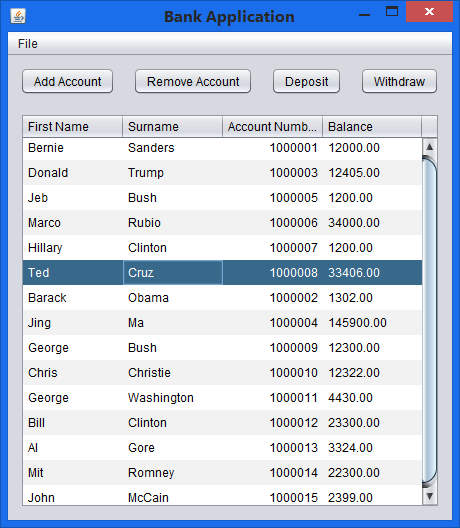 Bank Application
File
Add Account Remove Account Deposit Withdraw
First Name Surname Account Numb... Balance
Bernie Sanders 1000001 12000.00
Donald Trump 1000003 12405.00
Jeb Bush 1000005 1200.00
Marco Rubio 1000006 34000.00
Hillary Clinton 1000007 1200.00
Ted Cruz 1000008 33406.00
Barack Obama 1000002 1302.00
Jing Ma 1000004 145900.00
George Bush 1000009 12300.00
Chris Christie 1000010 12322.00
George Washington 1000011 4430.00
Bill Clinton 1000012 23300.00
Al Gore 1000013 3324.00
Mit Romney 1000014 22300.00
John McCain 1000015 2399.00